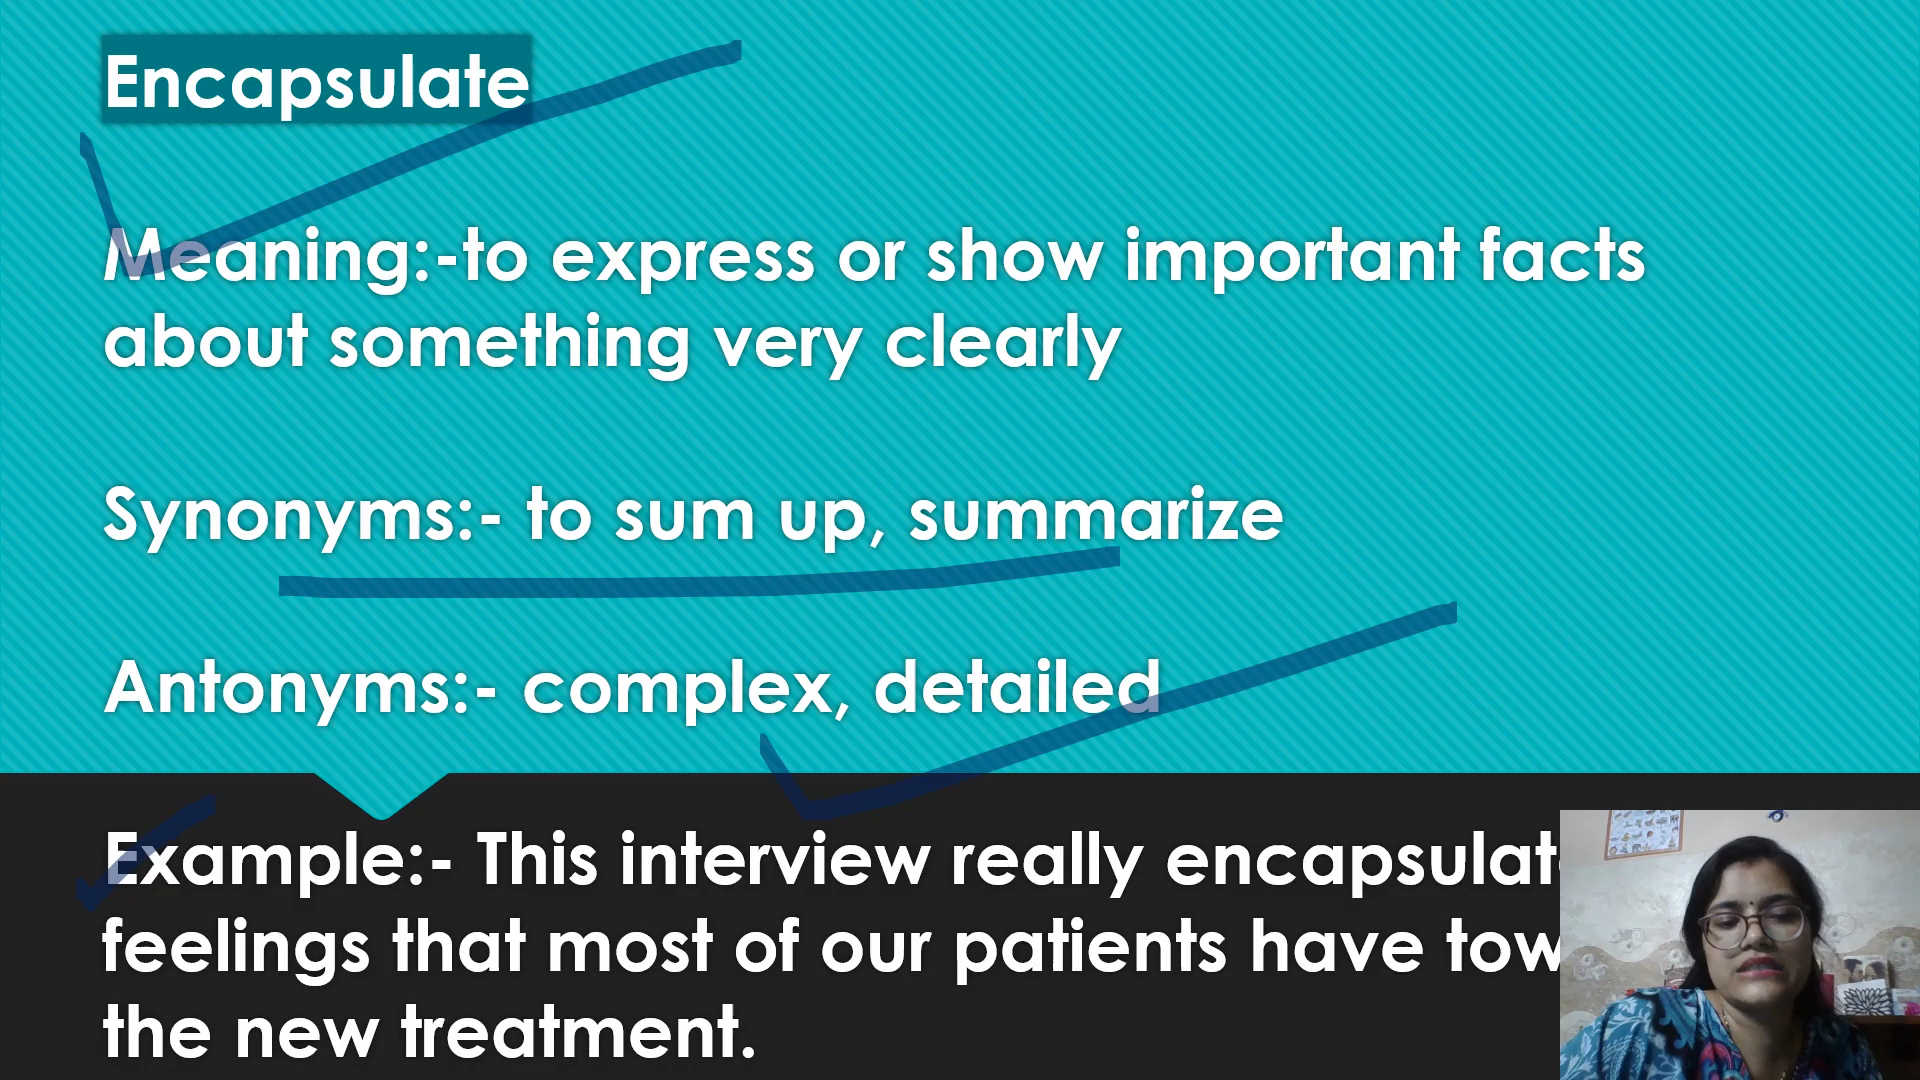 Encapsulate
Meaning:-to express or show important facts
about something very clearly
Synonyms:- to sum up, summarize
Antonyms:- complex, detailed
Example:- This interview really
feelings that most of our patients have
the new treatment.